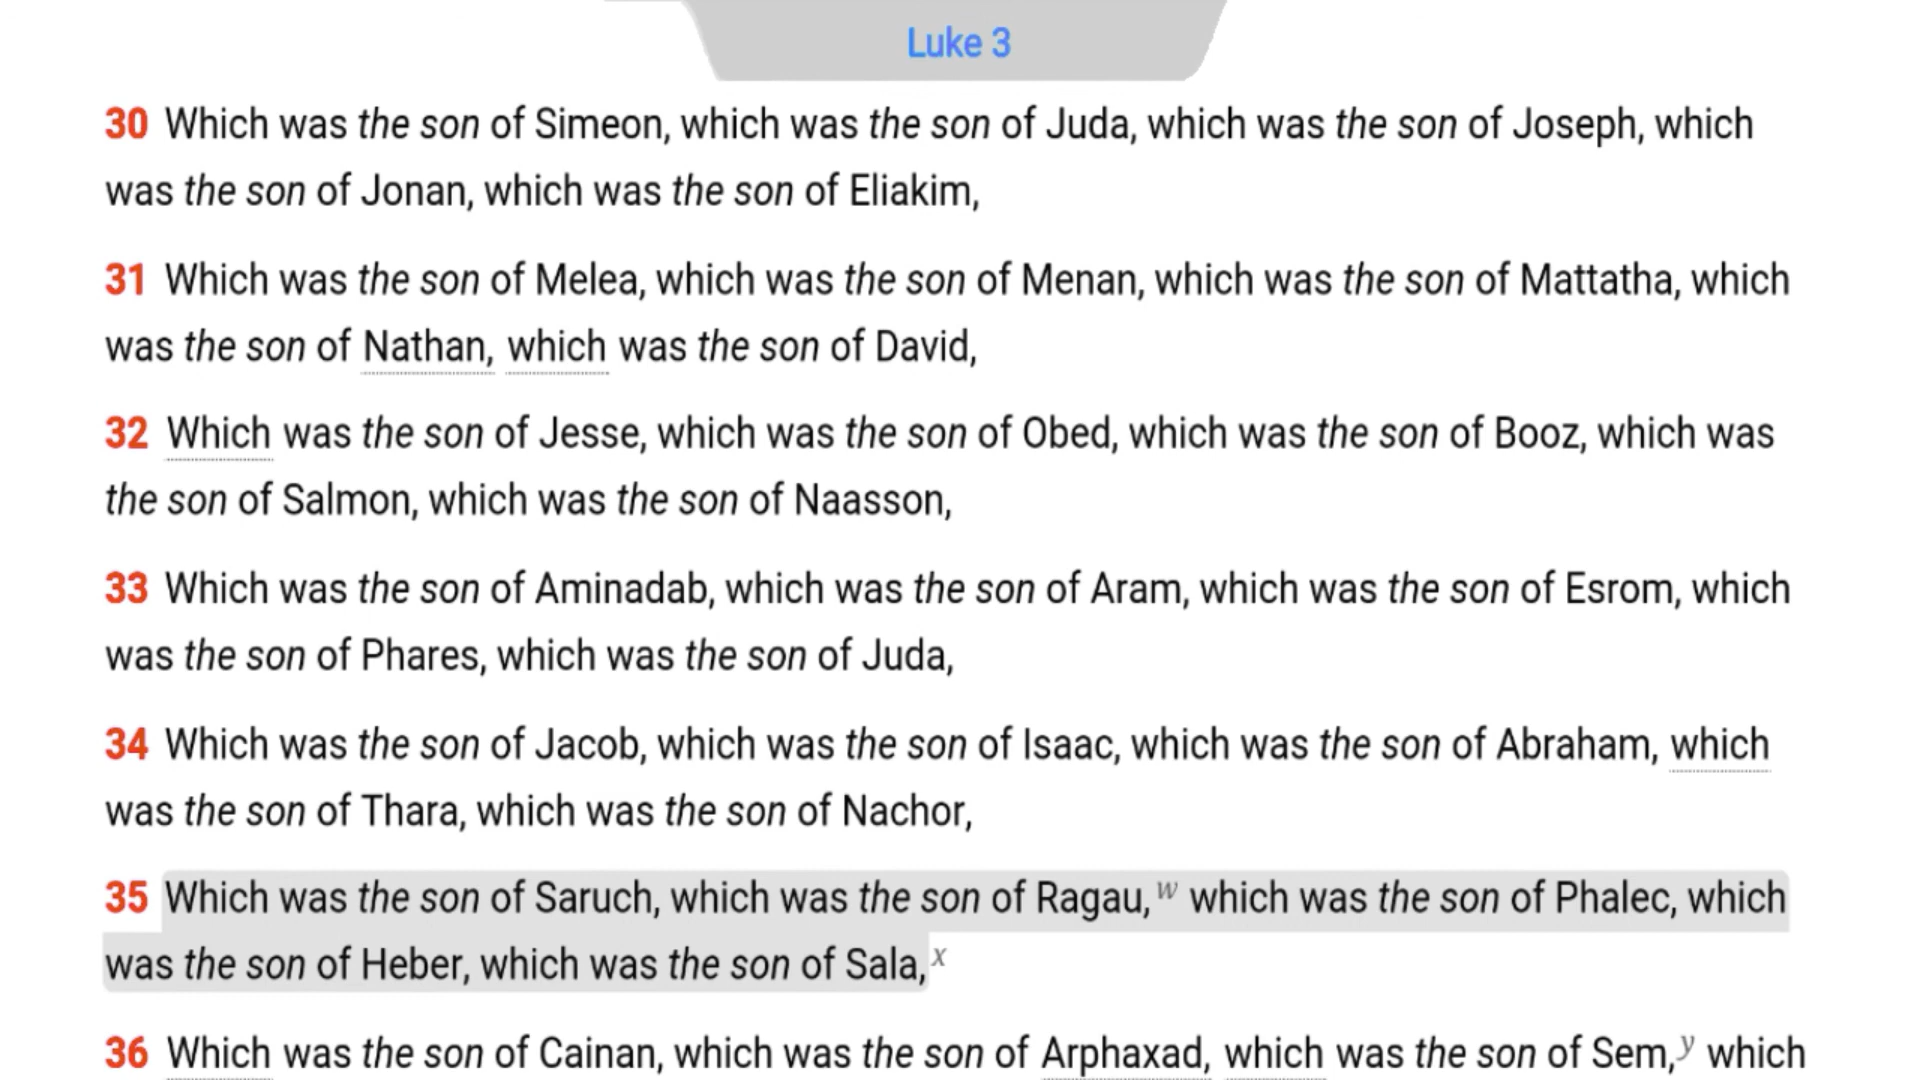 Luke 3
30 Which was the son of Simeon, which was the son of Juda, which was the son of Joseph, which
was the son of Jonan, which was the son of Eliakim,
31 Which was the son of Melea, which was the son of Menan, which was the son of Mattatha, which
was the son of Nathan, which was the son of David,
32 Which was the son of Jesse, which was the son of Obed, which was the son of Booz, which was
the son of Salmon, which was the son of Naasson,
33 Which was the son of Aminadab, which was the son of Aram, which was the son of Esrom, which
was the son of Phares, which was the son of Juda,
34 Which was the son of Jacob, which was the son of Isaac, which was the son of Abraham, which
was the son of Thara, which was the son of Nachor,
35 Which was the son of Saruch, which was the son of Ragau, w which was the son of Phalec, which
was the son of Heber, which was the son of Sala, x
36 Which was the son of Cainan, which was the son of Arphaxad, which was the son of Sem, y which